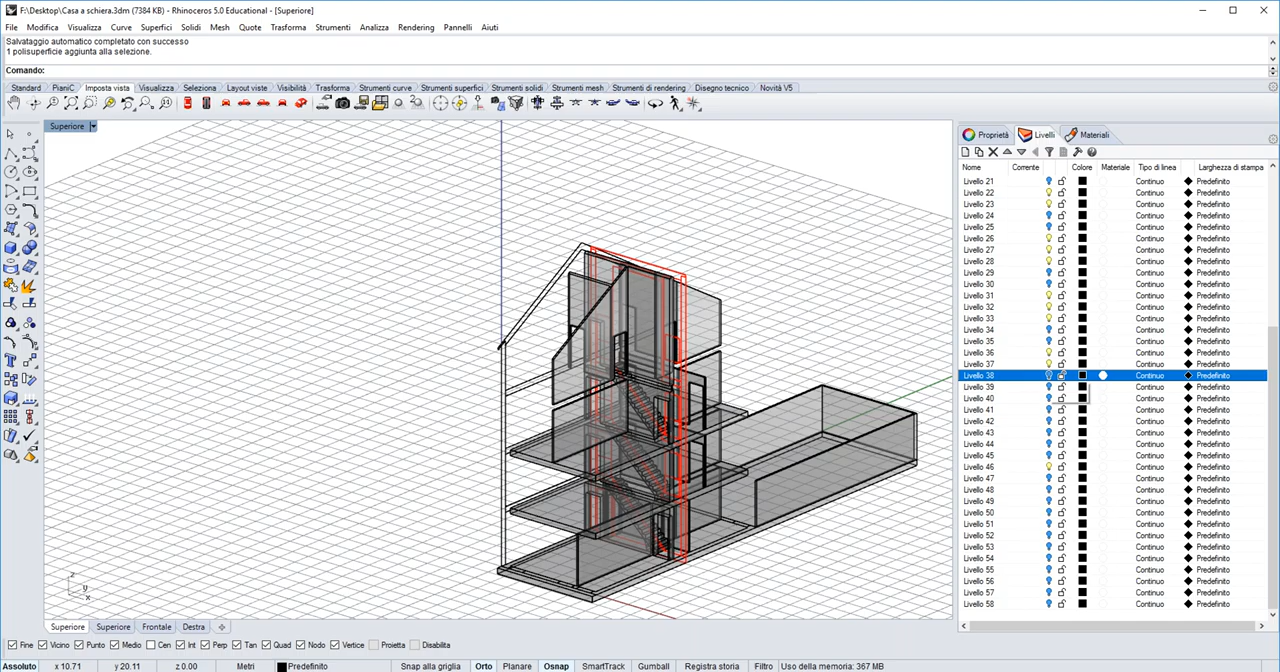 F:\Desktop\Casa a schiera.3dm (7384 KB) - Rhinoceros 5.0 Educational - [Superiore]
File Modifica Visualizza Curve Superfici Solidi Mesh Quote Trasforma Strumenti Analizza Rendering Pannelli Aiuti
Salvataggio automatico completato con successo
1 polisuperficie aggiunta alla selezione.
Comando:
Standard PianiC Imposta vista Visualizza Seleziona Layout viste Visibilità Trasforma Strumenti curve Strumenti superfici Strumenti solidi Strumenti mesh Strumenti di rendering Disegno tecnico Novità V5
Superiore
Proprietà Livelli Materiali
Nome Corrente Colore Materiale Tipo di linea Larghezza di stampa
Livello 21 Continuo Predefinito
Livello 22 Continuo Predefinito
Livello 23 Continuo Predefinito
Livello 24 Continuo Predefinito
Livello 25 Continuo Predefinito
Livello 26 Continuo Predefinito
Livello 27 Continuo Predefinito
Livello 28 Continuo Predefinito
Livello 29 Continuo Predefinito
Livello 30 Continuo Predefinito
Livello 31 Continuo Predefinito
Livello 32 Continuo Predefinito
Livello 33 Continuo Predefinito
Livello 34 Continuo Predefinito
Livello 35 Continuo Predefinito
Livello 36 Continuo Predefinito
Livello 37 Continuo Predefinito
Livello 38 Continuo Predefinito
Livello 39 Continuo Predefinito
Livello 40 Continuo Predefinito
Livello 41 Continuo Predefinito
Livello 42 Continuo Predefinito
Livello 43 Continuo Predefinito
Livello 44 Continuo Predefinito
Livello 45 Continuo Predefinito
Livello 46 Continuo Predefinito
Livello 47 Continuo Predefinito
Livello 48 Continuo Predefinito
Livello 49 Continuo Predefinito
Livello 50 Continuo Predefinito
Livello 51 Continuo Predefinito
Livello 52 Continuo Predefinito
Livello 53 Continuo Predefinito
Livello 54 Continuo Predefinito
Livello 55 Continuo Predefinito
Livello 56 Continuo Predefinito
Livello 57 Continuo Predefinito
Livello 58 Continuo Predefinito
z
y
x
Superiore Superiore Frontale Destra
Fine Vicino Punto Medio Cen Int Perp Tan Quad Nodo Vertice Proietta Disabilita
Assoluto x 10.71 y 20.11 z 0.00 Metri Predefinito Snap alla griglia Orto Planare Osnap SmartTrack Gumball Registra storia Filtro Uso della memoria: 367 MB